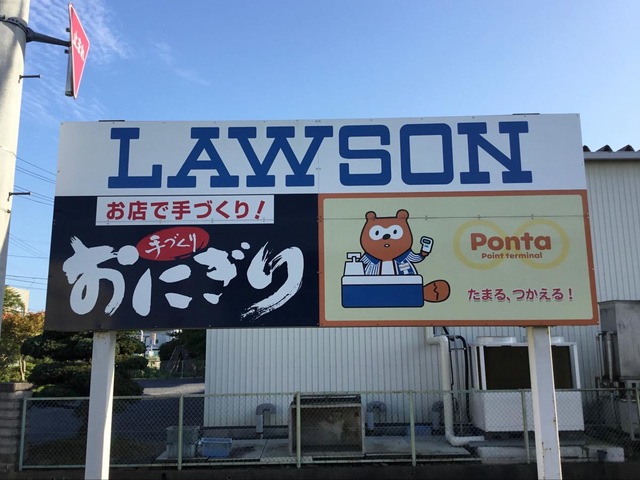 LAWSON
お店で手づくり!
手づくり
おにぎり
Ponta
Point terminal
たまる、つかえる!